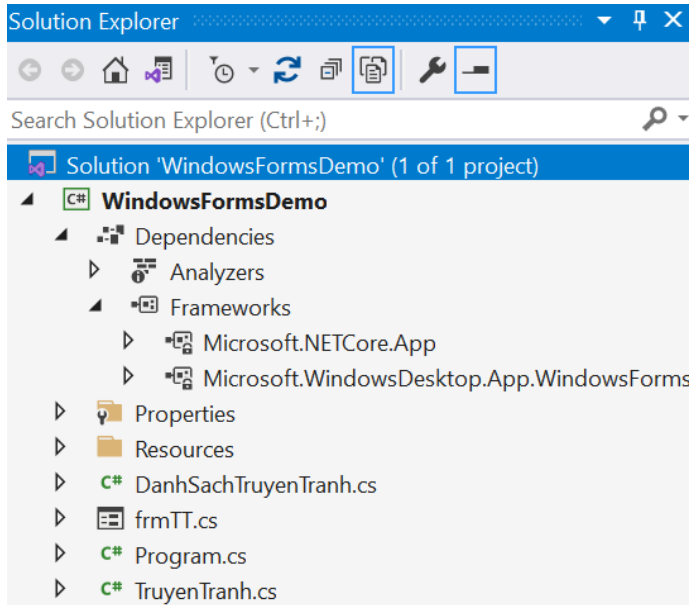 Solution Explorer
Search Solution Explorer (Ctrl+;)
Solution 'WindowsFormsDemo' (1 of 1 project)
C# WindowsFormsDemo
Dependencies
Analyzers
Frameworks
Microsoft.NETCore.App
Microsoft.WindowsDesktop.App.WindowsForms
Properties
Resources
C# DanhSachTruyenTranh.cs
frmTT.cs
C# Program.cs
C# TruyenTranh.cs